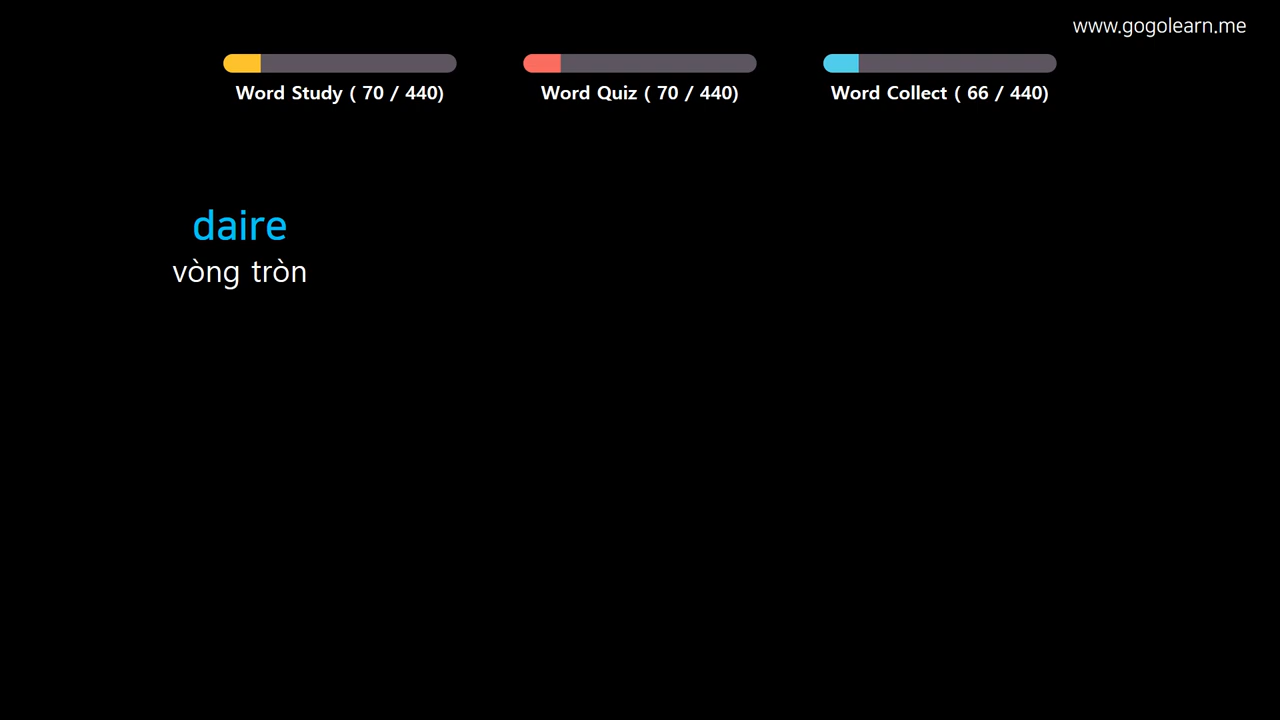 www.gogolearn.me
Word Study ( 70 / 440)
Word Quiz ( 70 / 440)
Word Collect ( 66 / 440)
daire
vòng tròn